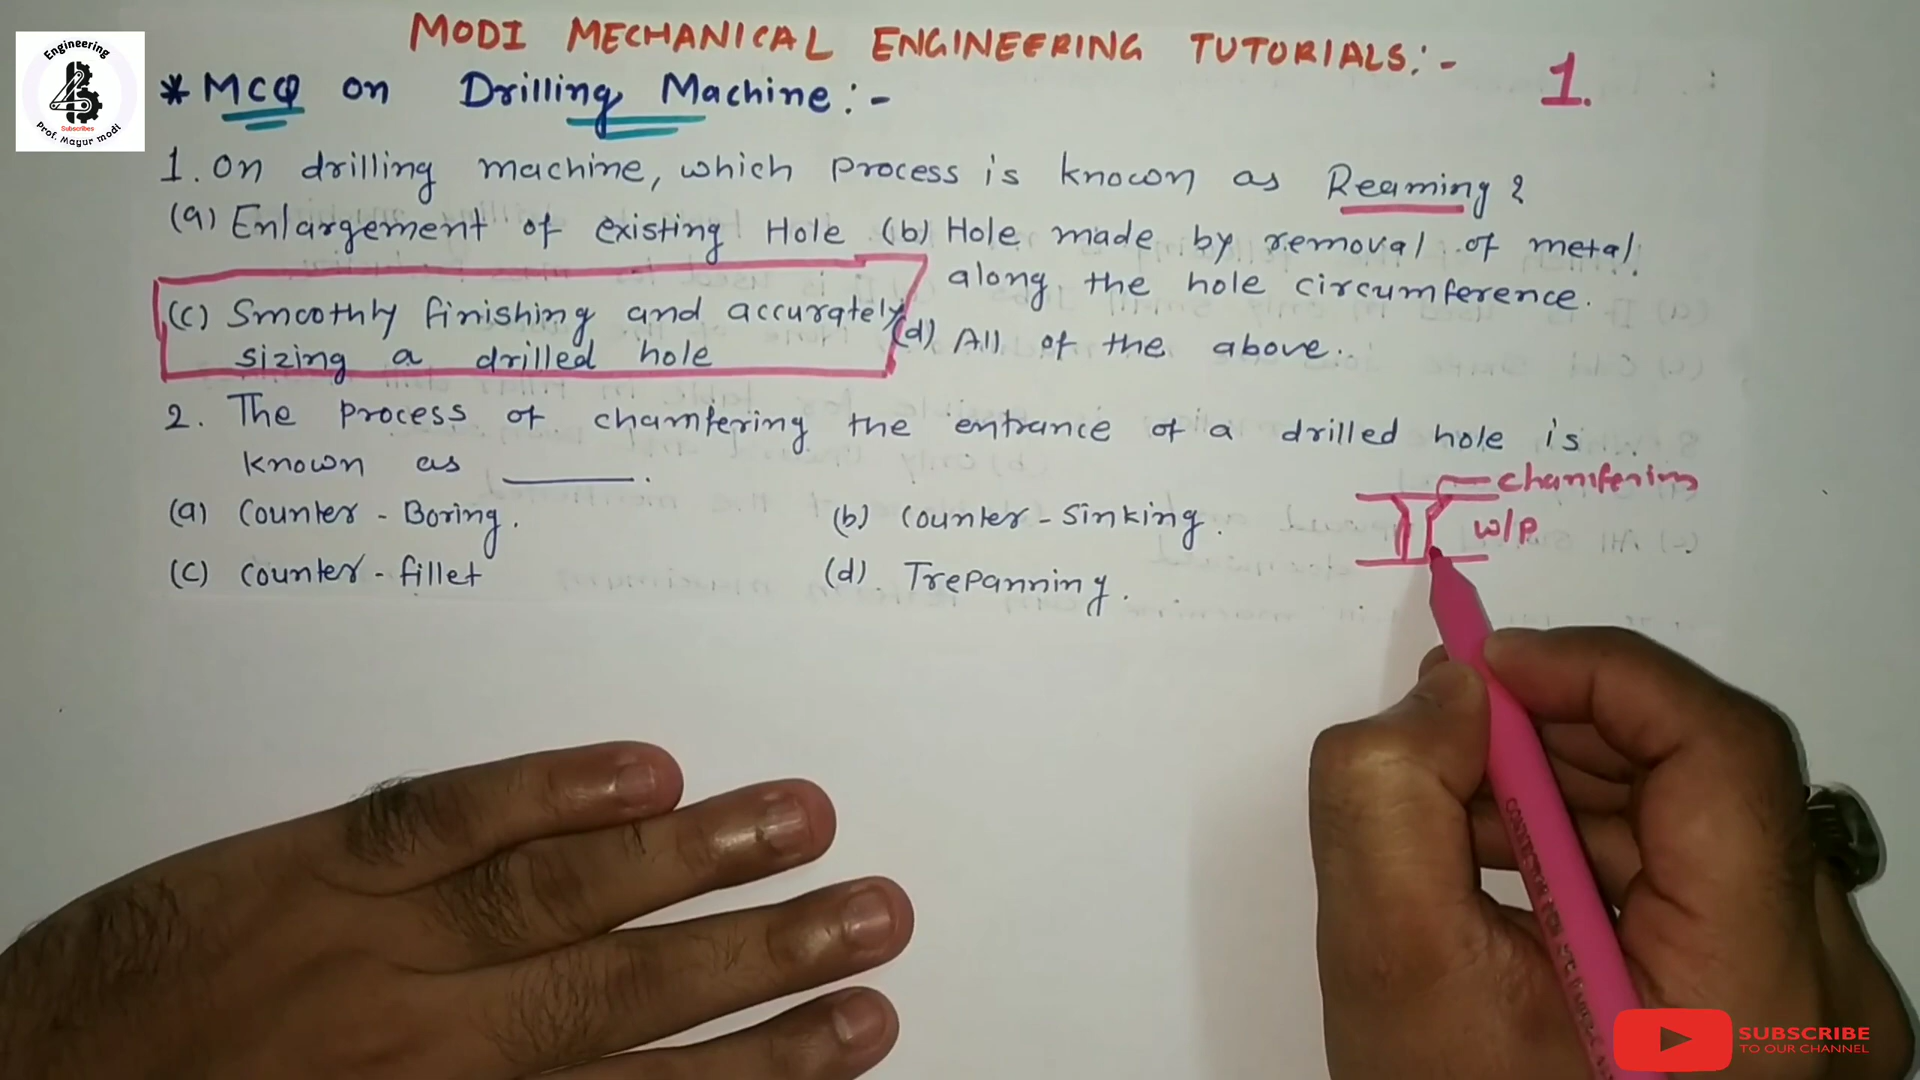 MODI MECHANICAL ENGINEERING TUTORIALS:-
1.
Engineering
Subscribes
Prof. Mayur modi
* MCQ on Drilling Machine:-
1. On drilling machine, which process is known as Reaming?
(a) Enlargement of existing Hole (b) Hole made by removal of metal
along the hole circumference.
(c) Smoothly finishing and accurately
sizing a drilled hole
(d) All of the above.
2. The process of chamfering the entrance of a drilled hole is
known as ______.
chamfering
W/P
(a) Counter - Boring.
(b) Counter - Sinking.
(c) Counter - fillet
(d) Trepanning.
SUBSCRIBE
TO OUR CHANNEL